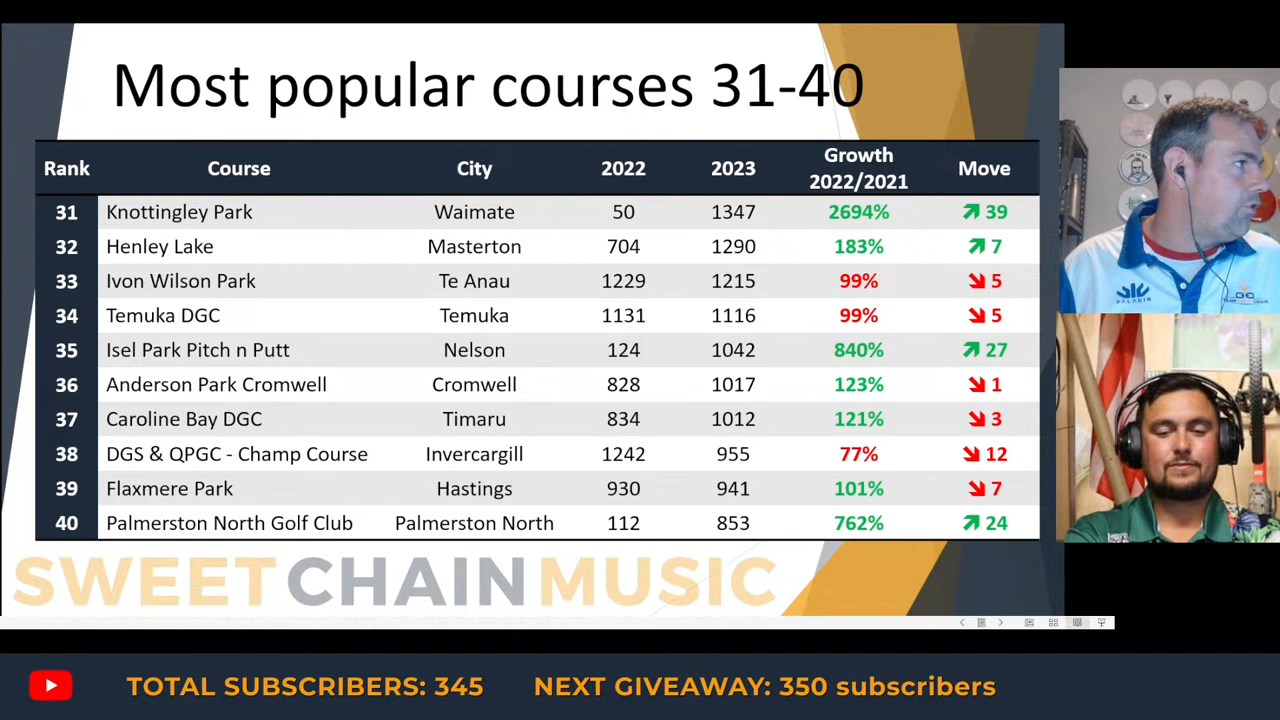 Most popular courses 31-40
Rank Course City 2022 2023 Growth 2022/2021 Move
31 Knottingley Park Waimate 50 1347 2694% 39
32 Henley Lake Masterton 704 1290 183% 7
33 Ivon Wilson Park Te Anau 1229 1215 99% 5
34 Temuka DGC Temuka 1131 1116 99% 5
35 Isel Park Pitch n Putt Nelson 124 1042 840% 27
36 Anderson Park Cromwell Cromwell 828 1017 123% 1
37 Caroline Bay DGC Timaru 834 1012 121% 3
38 DGS & QPGC - Champ Course Invercargill 1242 955 77% 12
39 Flaxmere Park Hastings 930 941 101% 7
40 Palmerston North Golf Club Palmerston North 112 853 762% 24
SWEET CHAIN MUSIC
PALADIN
TOTAL SUBSCRIBERS: 345 NEXT GIVEAWAY: 350 subscribers